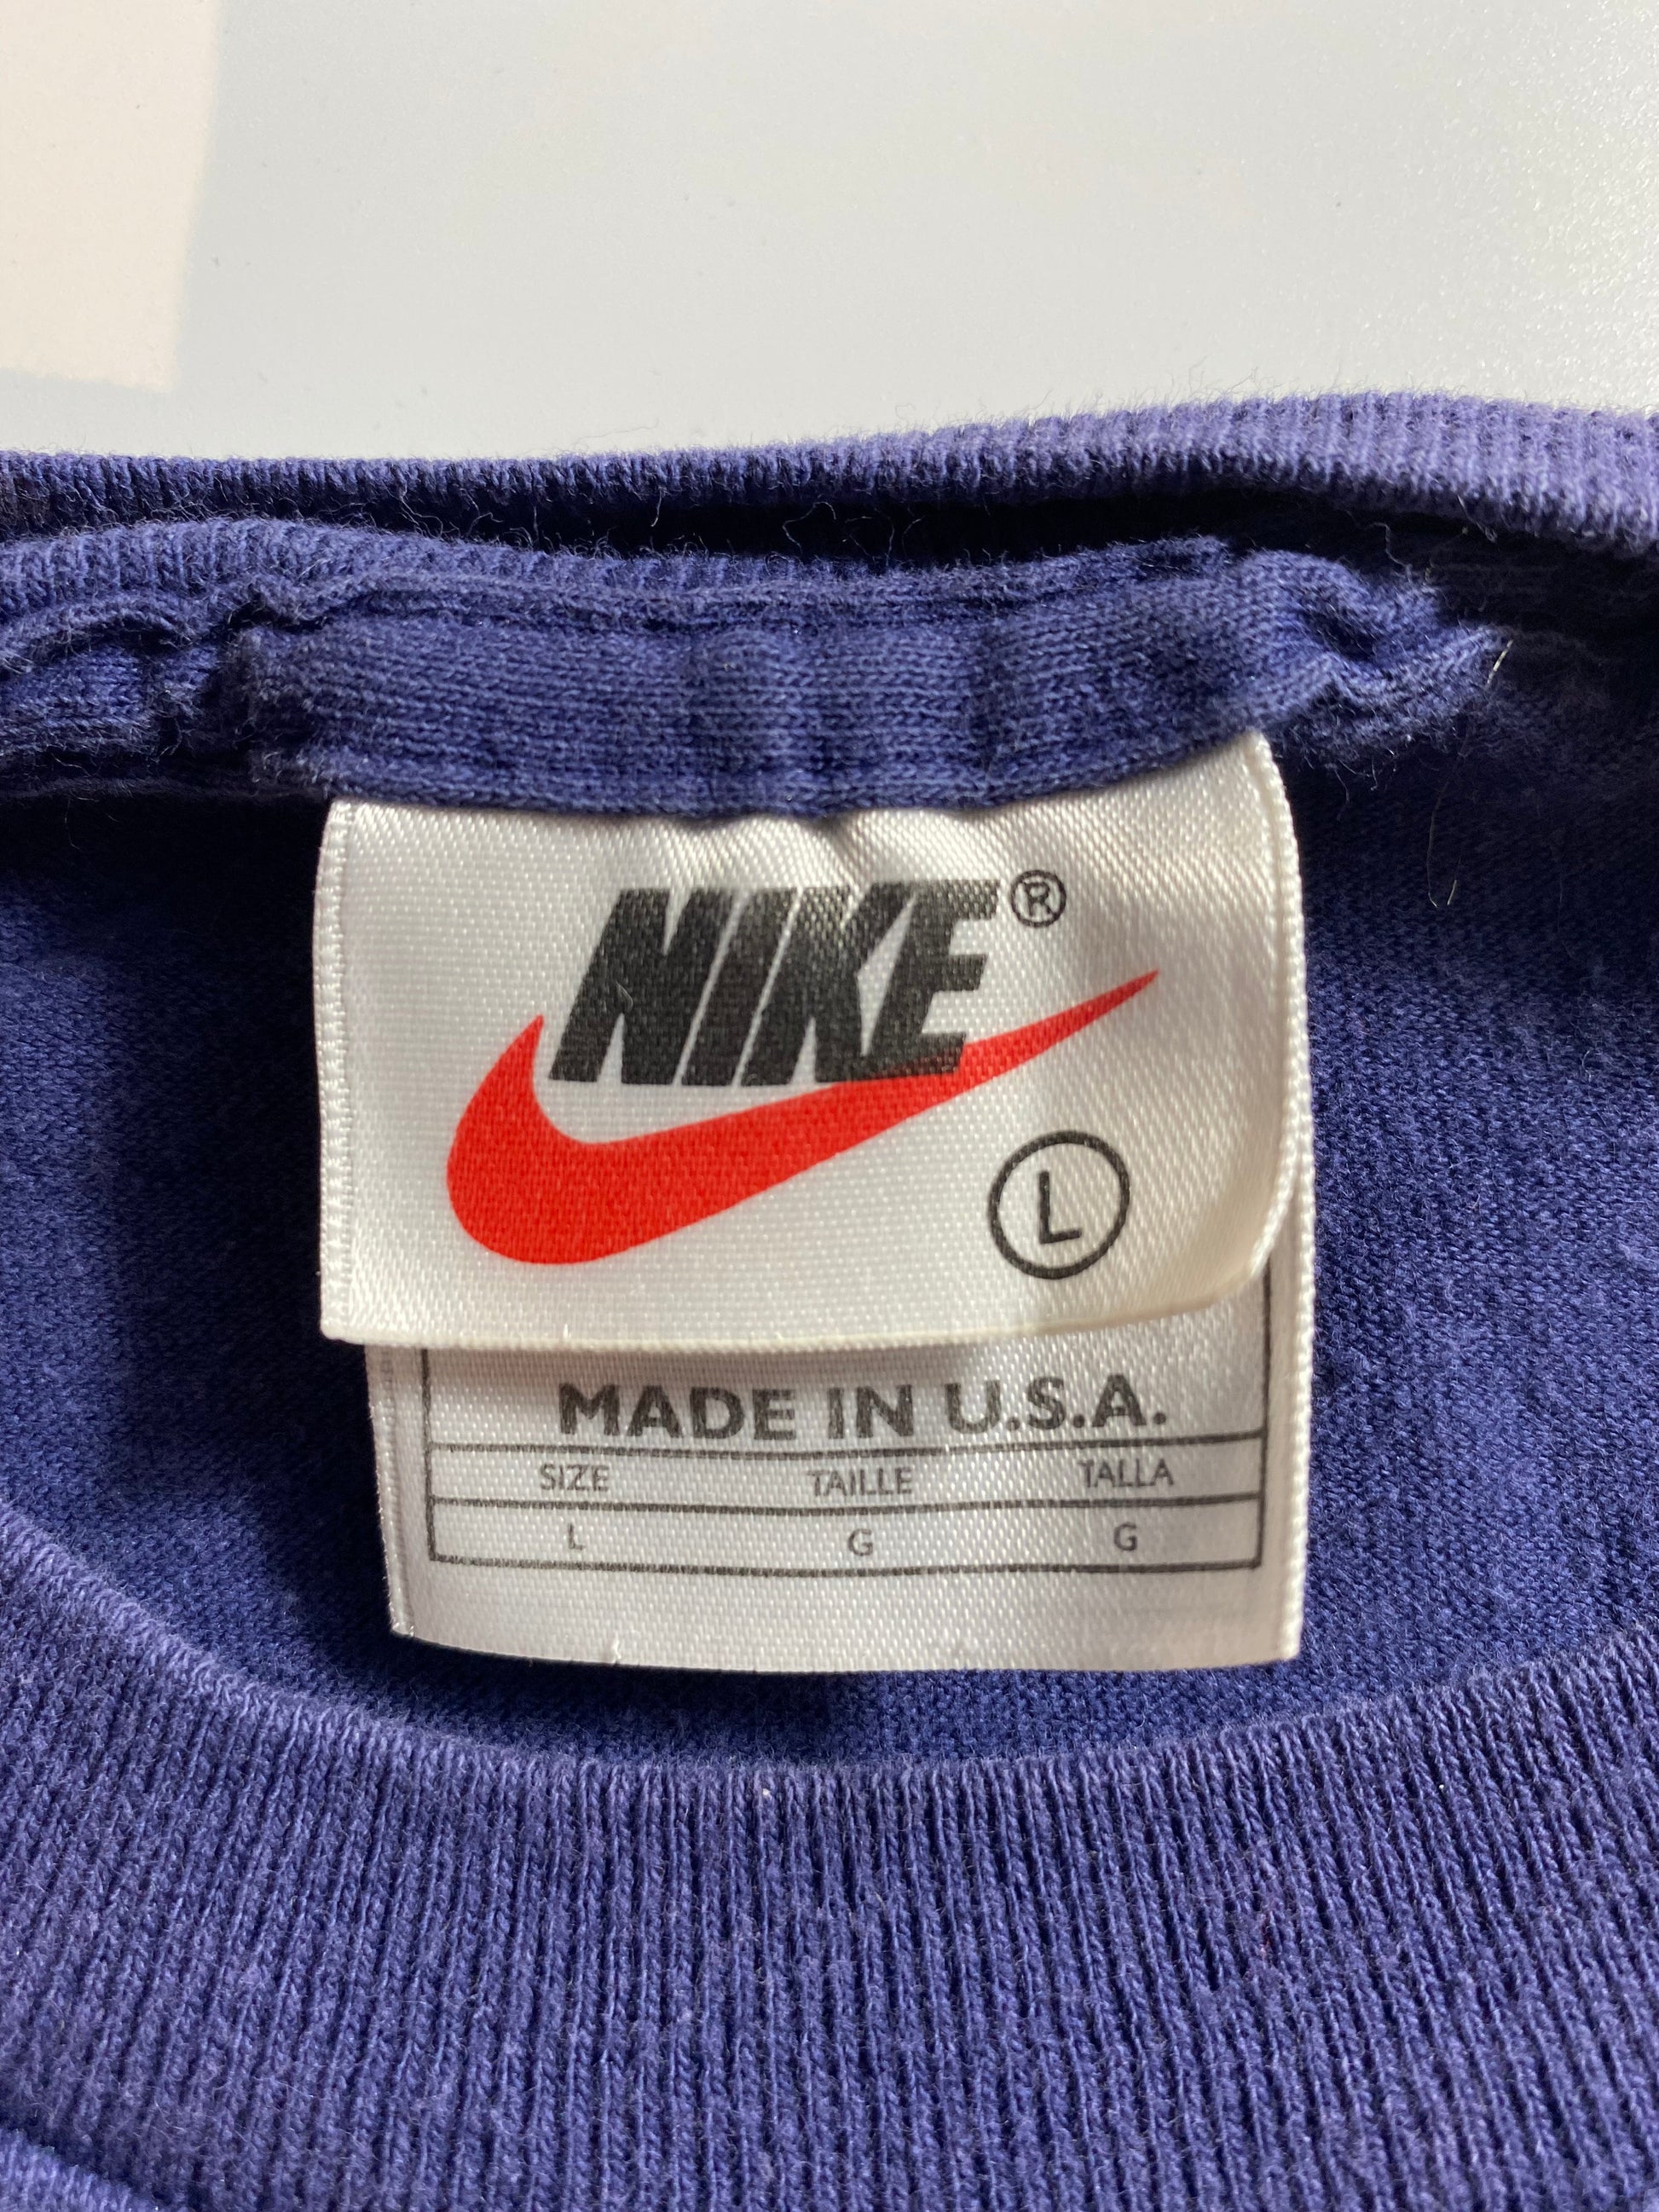 NIKE®
L
MADE IN U.S.A.
SIZE TAILLE TALLA
L G G